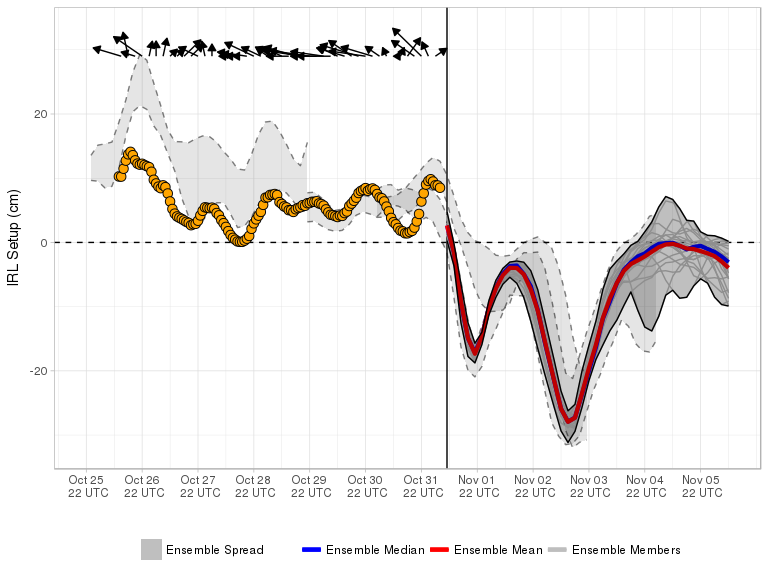 IRL Setup (cm)
20
0
-20
Oct 25 Oct 26 Oct 27 Oct 28 Oct 29 Oct 30 Oct 31 Nov 01 Nov 02 Nov 03 Nov 04 Nov 05
22 UTC 22 UTC 22 UTC 22 UTC 22 UTC 22 UTC 22 UTC 22 UTC 22 UTC 22 UTC 22 UTC 22 UTC
Ensemble Spread Ensemble Median Ensemble Mean Ensemble Members